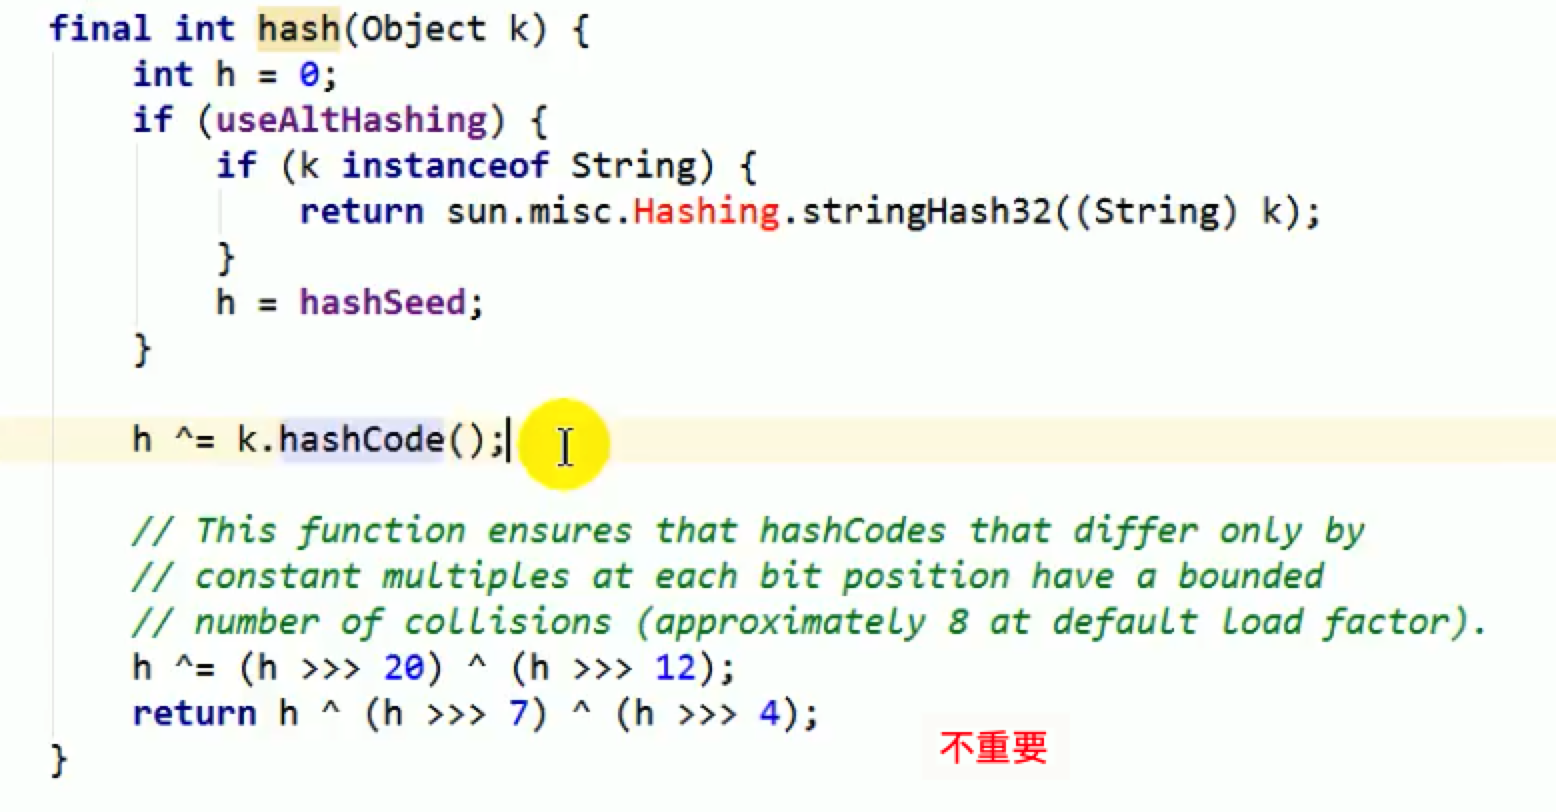 final int hash(Object k) {
int h = 0;
if (useAltHashing) {
if (k instanceof String) {
return sun.misc.Hashing.stringHash32((String) k);
}
h = hashSeed;
}
h ^= k.hashCode();
// This function ensures that hashCodes that differ only by
// constant multiples at each bit position have a bounded
// number of collisions (approximately 8 at default load factor).
h ^= (h >>> 20) ^ (h >>> 12);
return h ^ (h >>> 7) ^ (h >>> 4);
不重要
}